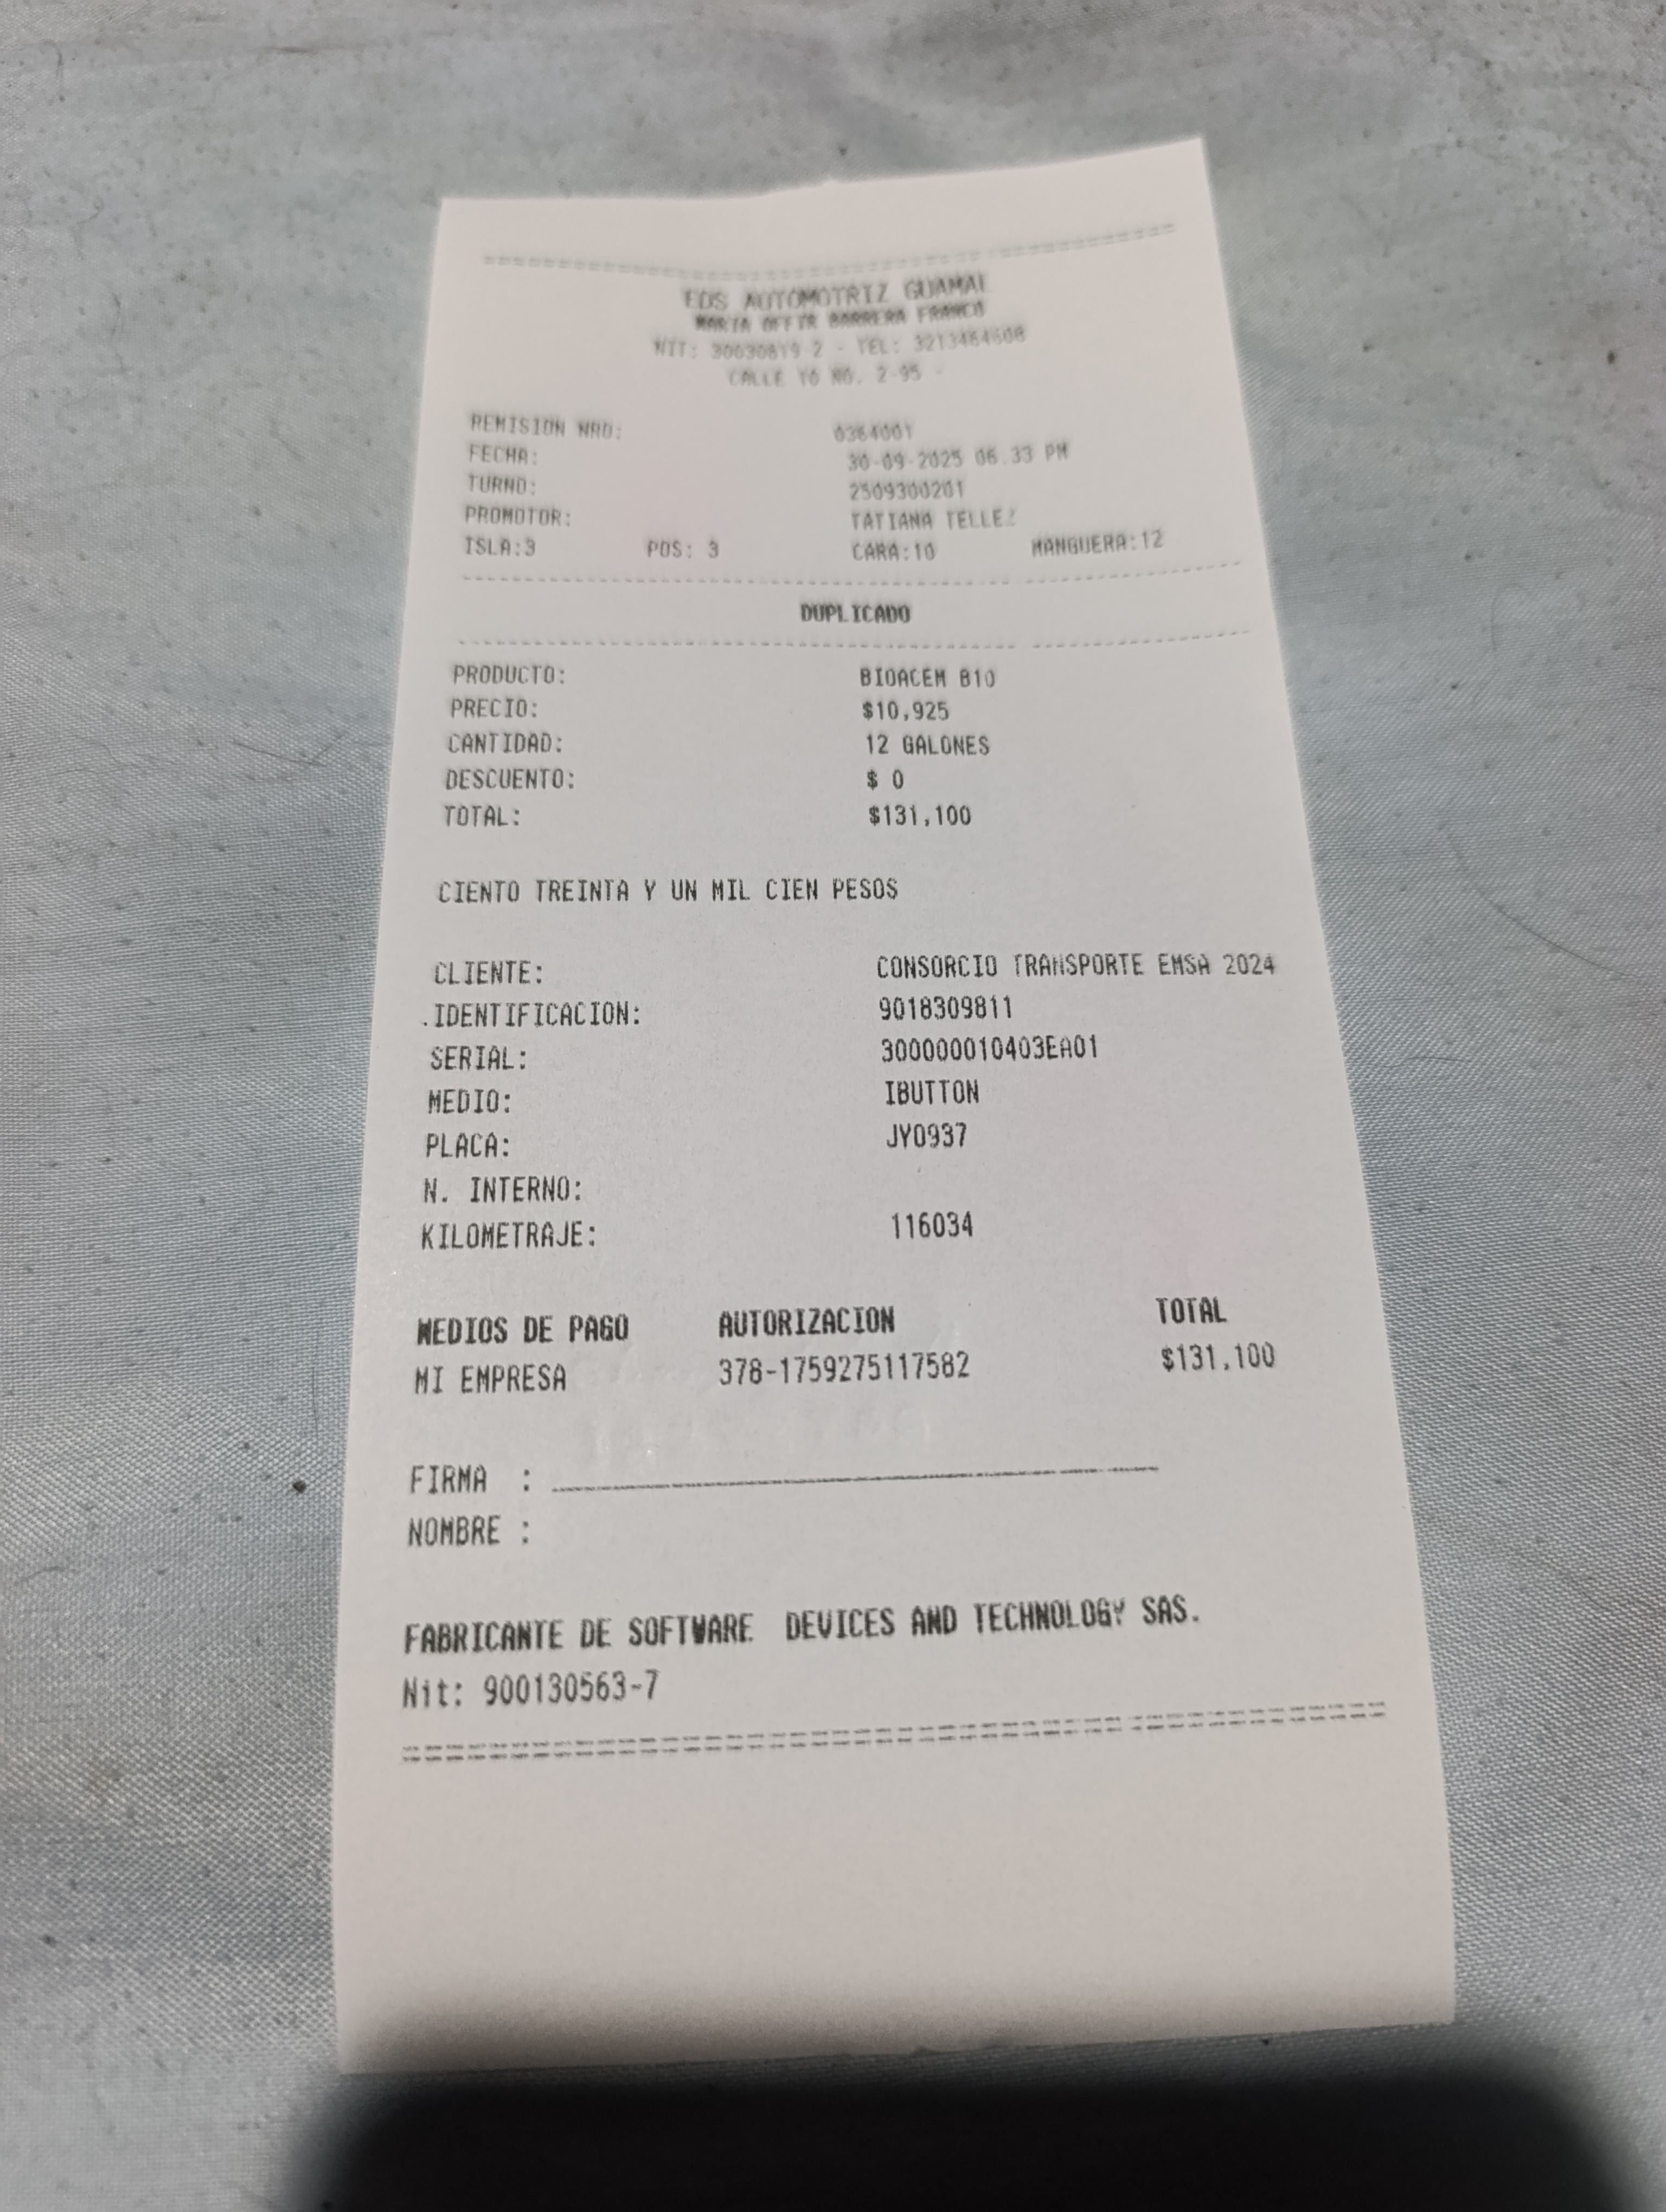 EDS AUTOMOTRIZ GUAMAL
MARIA OFFIR BARRERA FRANCO
NIT: 30030819-2 - TEL: 3213464608
CALLE 10 NO. 2-95 -
REMISION NRO: 0364001
FECHA: 30-09-2025 06.33 PM
TURNO: 2509300201
PROMOTOR: TATIANA TELLEZ
ISLA:3 POS: 3 CARA:10 MANGUERA:12
DUPLICADO
PRODUCTO: BIOACEM B10
PRECIO: $10,925
CANTIDAD: 12 GALONES
DESCUENTO: $ 0
TOTAL: $131,100
CIENTO TREINTA Y UN MIL CIEN PESOS
CLIENTE: CONSORCIO TRANSPORTE EMSA 2024
.IDENTIFICACION: 9018309811
SERIAL: 300000010403EA01
MEDIO: IBUTTON
PLACA: JYO937
N. INTERNO:
KILOMETRAJE: 116034
MEDIOS DE PAGO AUTORIZACION TOTAL
MI EMPRESA 378-1759275117582 $131,100
FIRMA :
NOMBRE :
FABRICANTE DE SOFTWARE DEVICES AND TECHNOLOGY SAS.
Nit: 900130563-7